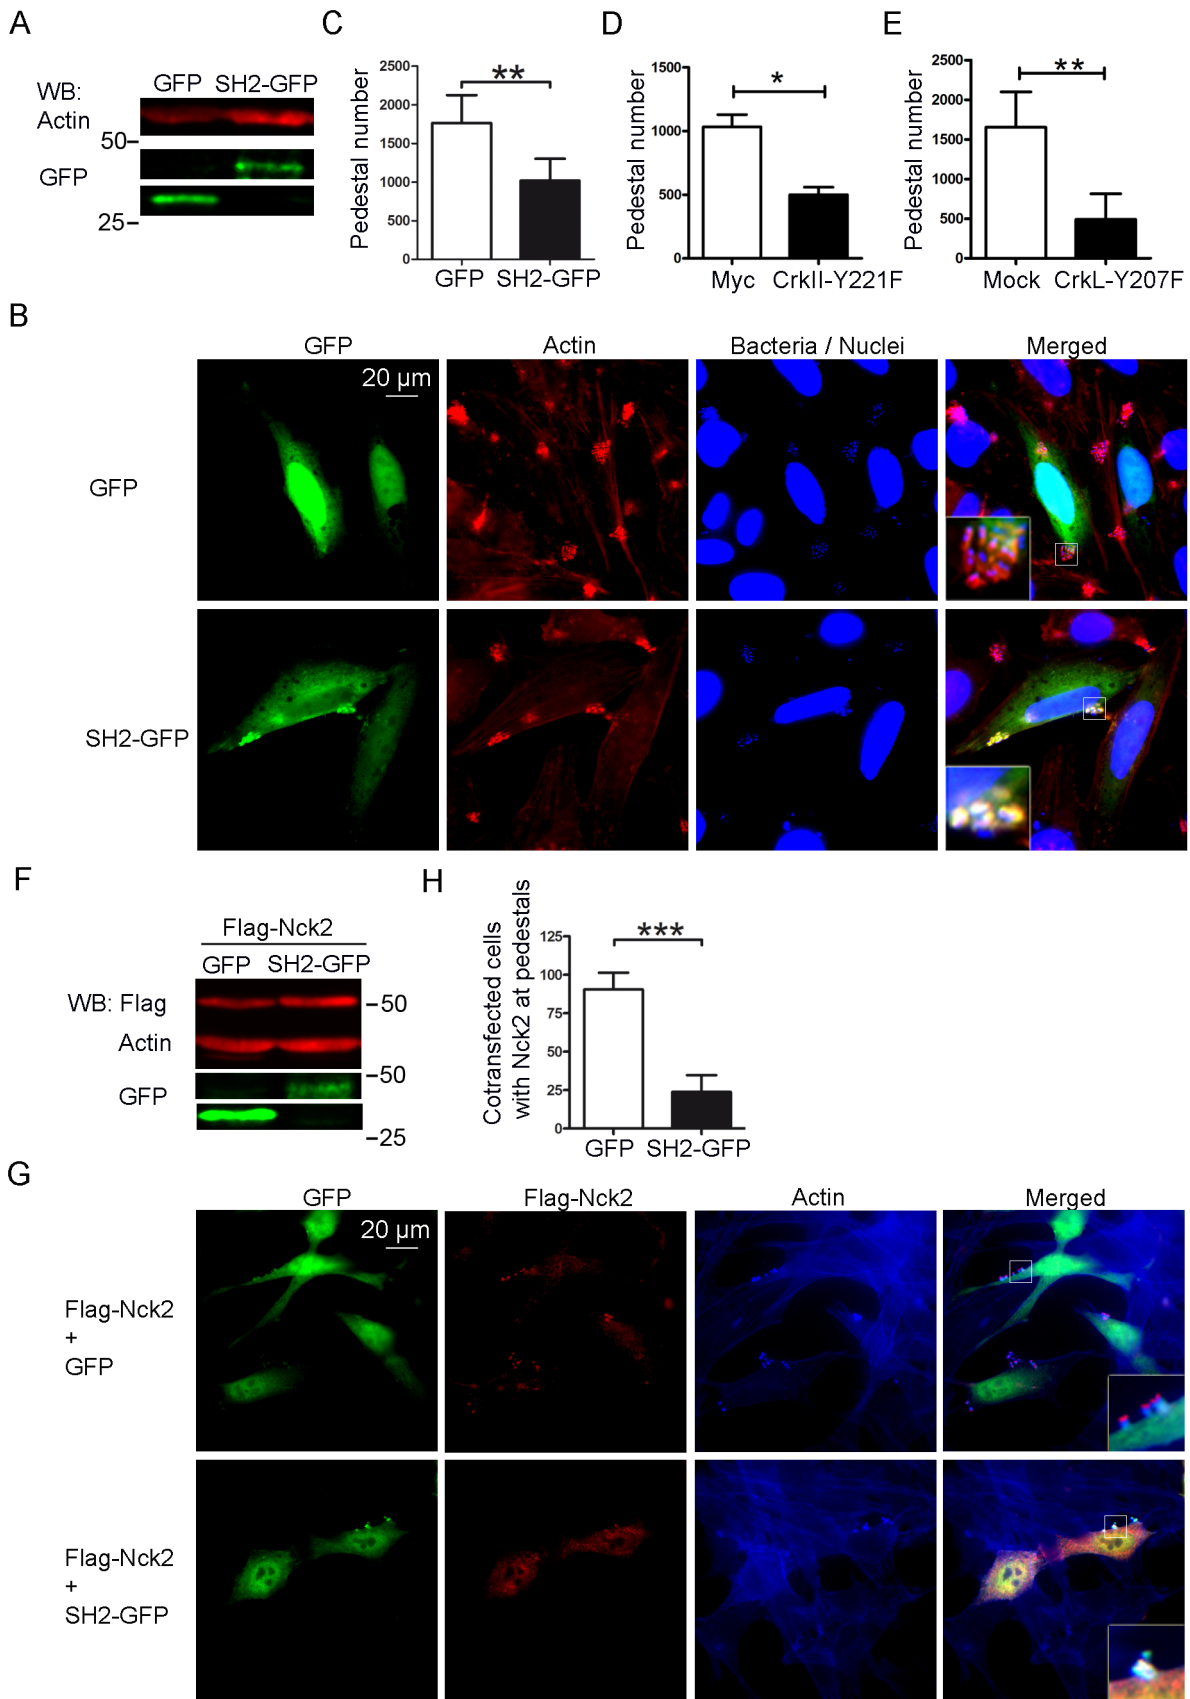 A
GFP SH2-GFP
WB:
Actin
50
GFP
25
C
Pedestal number
2500
2000
1500
1000
500
0
**
GFP SH2-GFP
D
Pedestal number
1500
1000
500
0
*
Myc CrkII-Y221F
E
Pedestal number
2500
2000
1500
1000
500
0
**
Mock CrkL-Y207F
B
GFP Actin Bacteria / Nuclei Merged
20 µm
GFP
SH2-GFP
F
Flag-Nck2
GFP SH2-GFP
WB: Flag
50
Actin
50
GFP
25
H
Cotransfected cells
with Nck2 at pedestals
125
100
75
50
25
0
***
GFP SH2-GFP
G
GFP Flag-Nck2 Actin Merged
20 µm
Flag-Nck2
+
GFP
Flag-Nck2
+
SH2-GFP